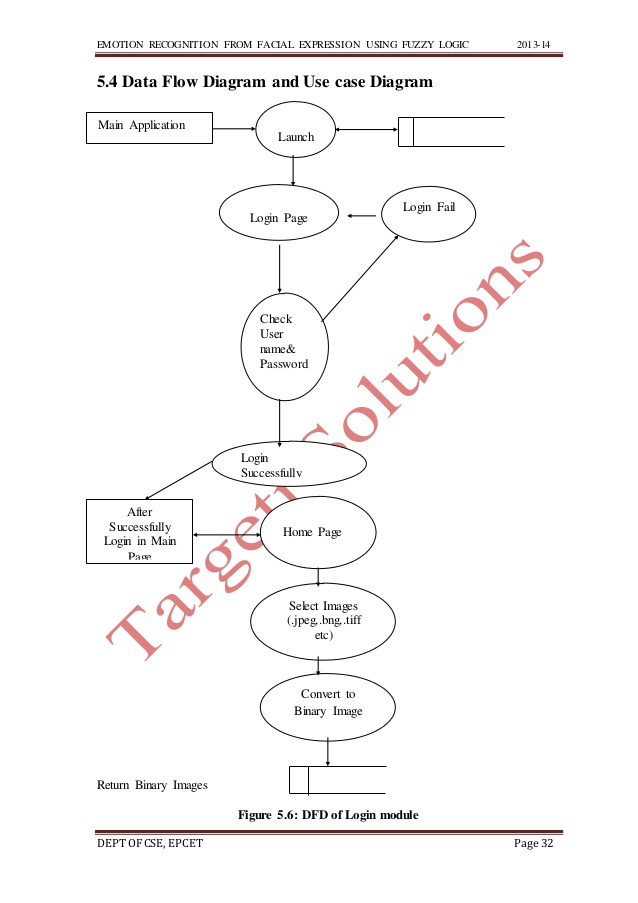 EMOTION RECOGNITION FROM FACIAL EXPRESSION USING FUZZY LOGIC 2013-14
5.4 Data Flow Diagram and Use case Diagram
Main Application
Launch
Login Page
Login Fail
Check
User
name&
Password
Login
Successfully
After
Successfully
Login in Main
Page
Home Page
Select Images
(.jpeg,.bng,.tiff
etc)
Convert to
Binary Image
Return Binary Images
Figure 5.6: DFD of Login module
DEPT OF CSE, EPCET Page 32